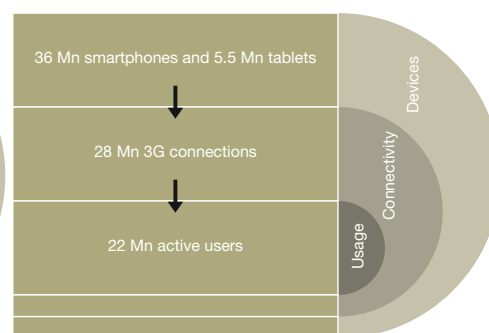 36 Mn smartphones and 5.5 Mn tablets
28 Mn 3G connections
22 Mn active users
Devices
Connectivity
Usage